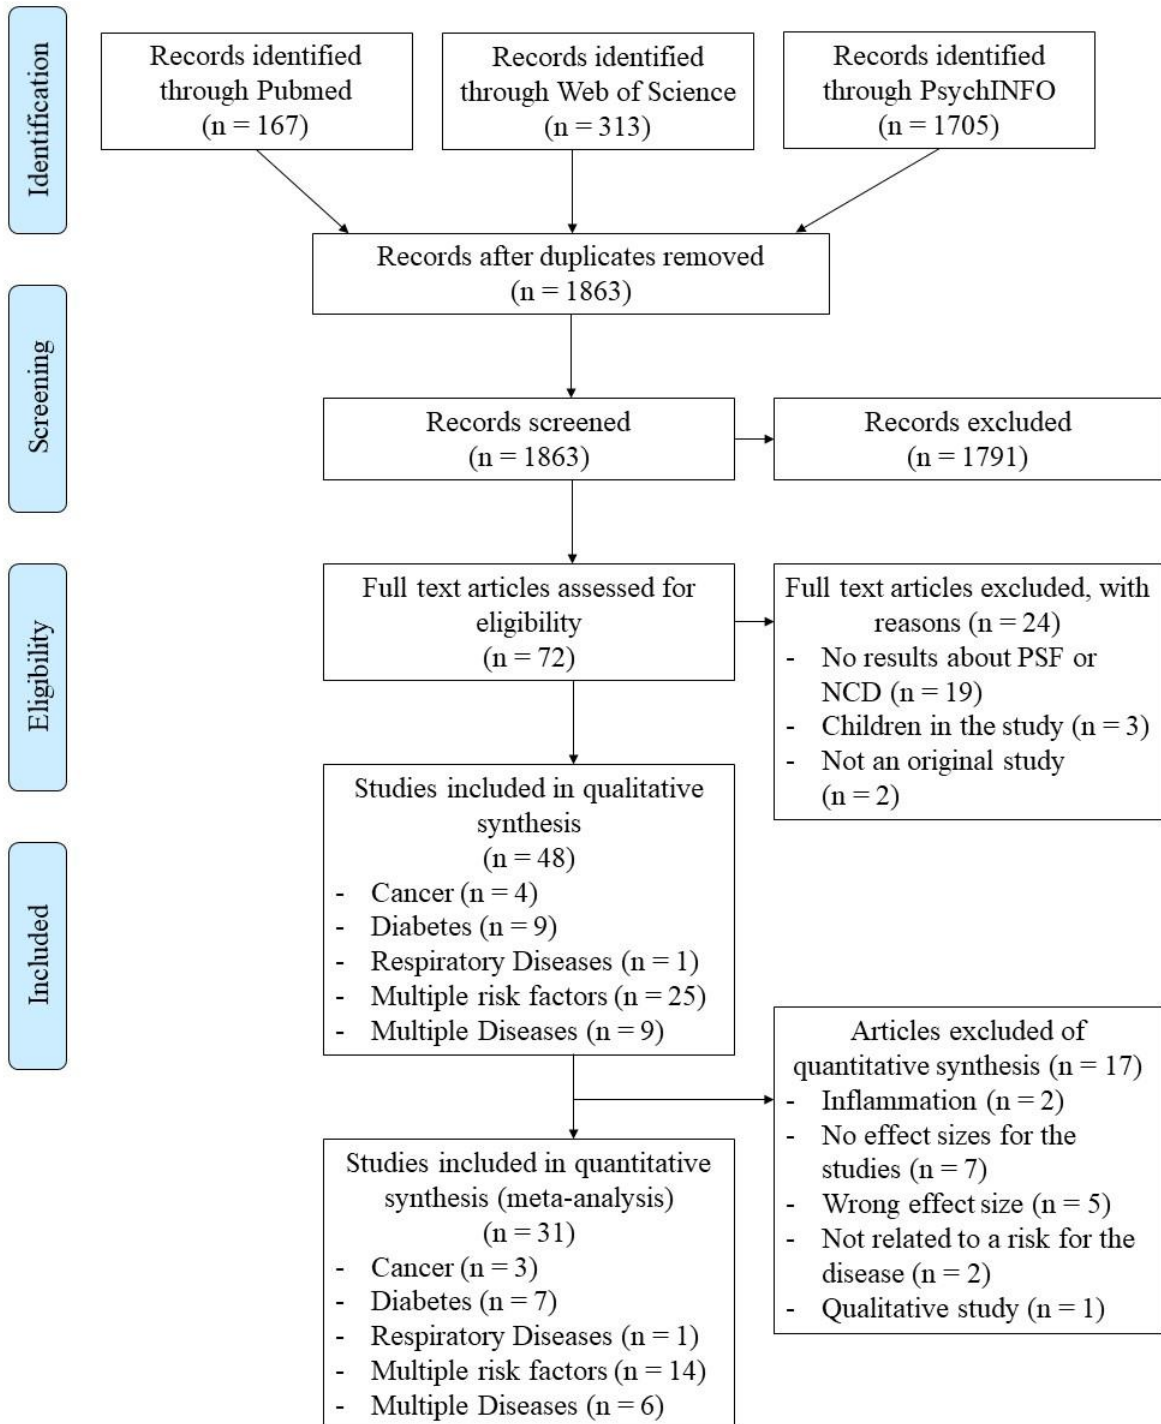 Identification
Records identified
through Pubmed
(n = 167)
Records identified
through Web of Science
(n = 313)
Records identified
through PsychINFO
(n = 1705)
Records after duplicates removed
(n = 1863)
Screening
Records screened
(n = 1863)
Records excluded
(n = 1791)
Eligibility
Full text articles assessed for
eligibility
(n = 72)
Full text articles excluded, with
reasons (n = 24)
- No results about PSF or
NCD (n = 19)
- Children in the study (n = 3)
- Not an original study
(n = 2)
Included
Studies included in qualitative
synthesis
(n = 48)
- Cancer (n = 4)
- Diabetes (n = 9)
- Respiratory Diseases (n = 1)
- Multiple risk factors (n = 25)
- Multiple Diseases (n = 9)
Articles excluded of
quantitative synthesis (n = 17)
- Inflammation (n = 2)
- No effect sizes for the
studies (n = 7)
- Wrong effect size (n = 5)
- Not related to a risk for the
disease (n = 2)
- Qualitative study (n = 1)
Studies included in quantitative
synthesis (meta-analysis)
(n = 31)
- Cancer (n = 3)
- Diabetes (n = 7)
- Respiratory Diseases (n = 1)
- Multiple risk factors (n = 14)
- Multiple Diseases (n = 6)